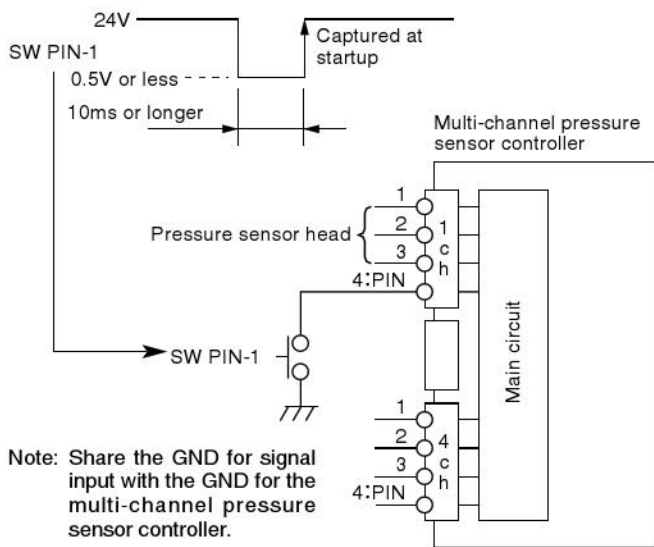 24V
SW PIN-1
Captured at
startup
0.5V or less
10ms or longer
Multi-channel pressure
sensor controller
1
2
3
4:PIN
Pressure sensor head
1
c
h
Main circuit
SW PIN-1
1
2
3
4:PIN
4
c
h
Note: Share the GND for signal
input with the GND for the
multi-channel pressure
sensor controller.